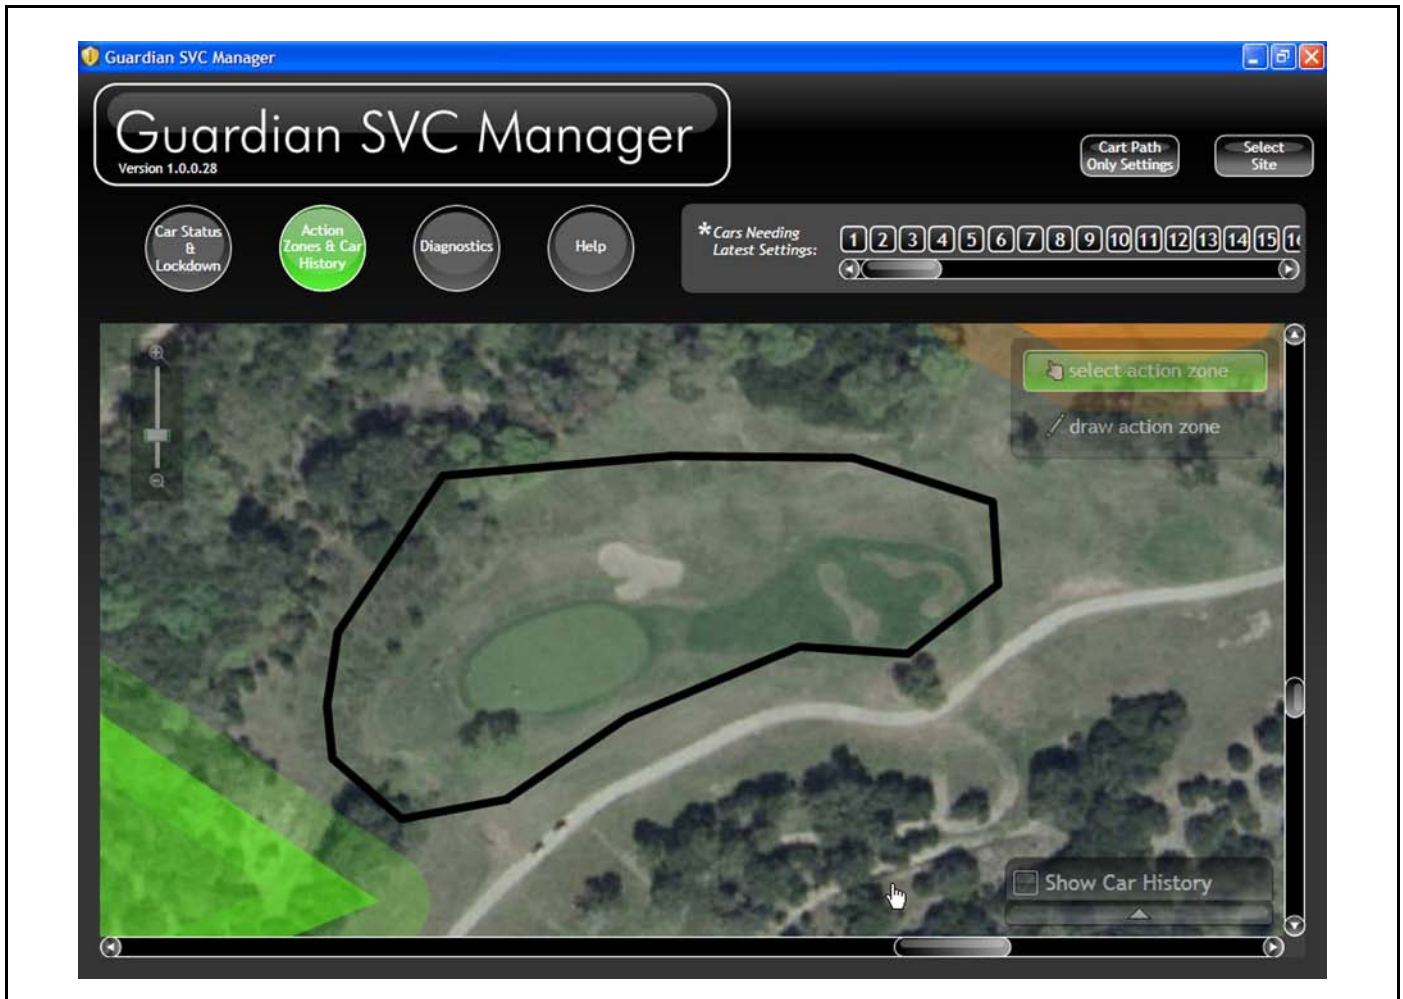 Guardian SVC Manager
Guardian SVC Manager
Version 1.0.0.28
Cart Path
Only Settings
Select
Site
Car Status
&
Lockdown
Action
Zones & Car
History
Diagnostics
Help
*Cars Needing
Latest Settings:
1 2 3 4 5 6 7 8 9 10 11 12 13 14 15
select action zone
draw action zone
Show Car History